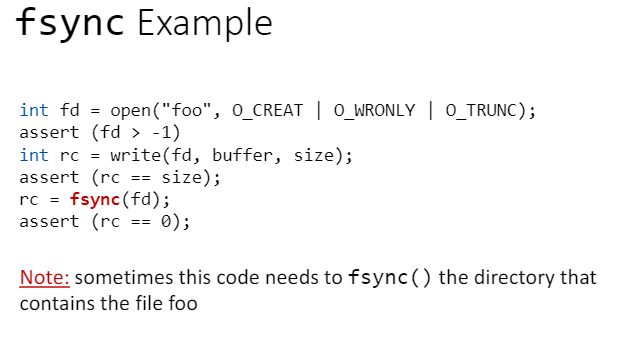 fsync Example
int fd = open("foo", O_CREAT | O_WRONLY | O_TRUNC);
assert (fd > -1)
int rc = write(fd, buffer, size);
assert (rc == size);
rc = fsync(fd);
assert (rc == 0);
Note: sometimes this code needs to fsync() the directory that
contains the file foo